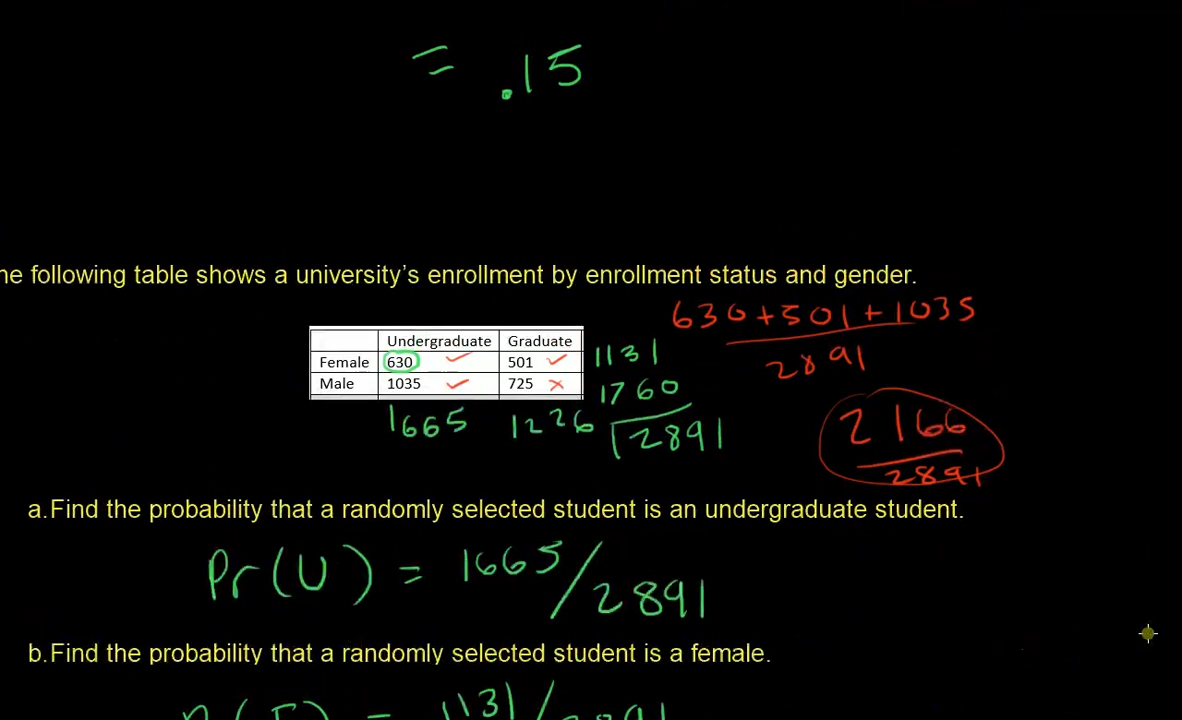 = .15
he following table shows a university's enrollment by enrollment status and gender.
630+501+1035
2891
Undergraduate Graduate
Female 630 501 1131
Male 1035 725 1760
1665 1226 2891
2166
2891
a.Find the probability that a randomly selected student is an undergraduate student.
Pr(U) = 1665/2891
b.Find the probability that a randomly selected student is a female.
= 1131/2891